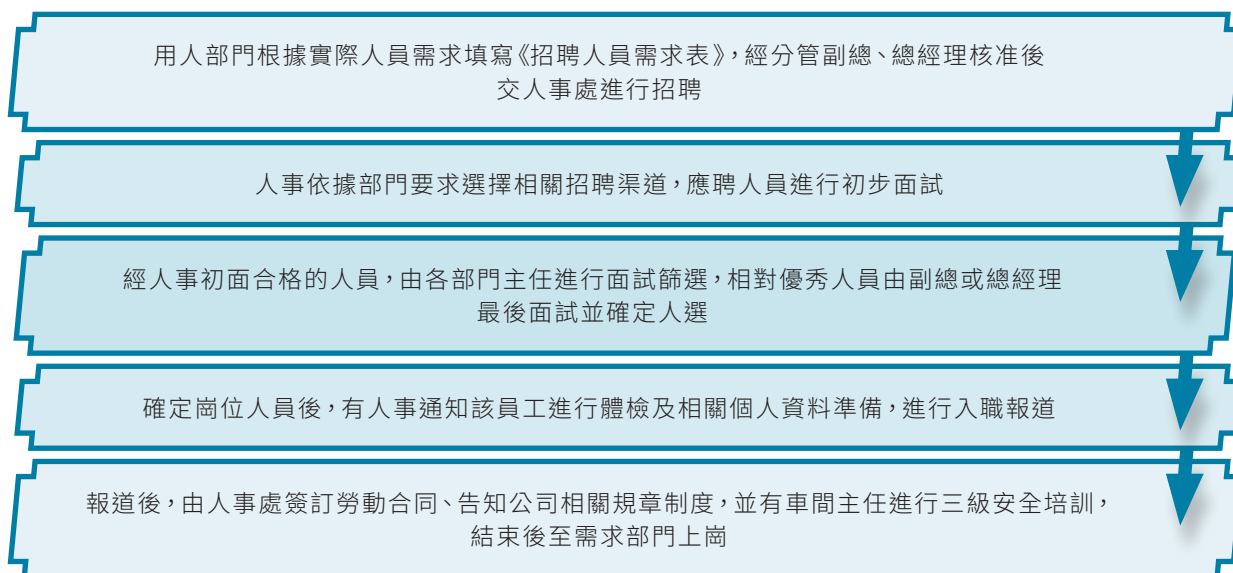 用人部門根據實際人員需求填寫《招聘人員需求表》，經分管副總、總經理核准後
交人事處進行招聘
人事依據部門要求選擇相關招聘渠道，應聘人員進行初步面試
經人事初面合格的人員，由各部門主任進行面試篩選，相對優秀人員由副總或總經理
最後面試並確定人選
確定崗位人員後，有人事通知該員工進行體檢及相關個人資料準備，進行入職報道
報道後，由人事處簽訂勞動合同、告知公司相關規章制度，並有車間主任進行三級安全培訓，
結束後至需求部門上崗